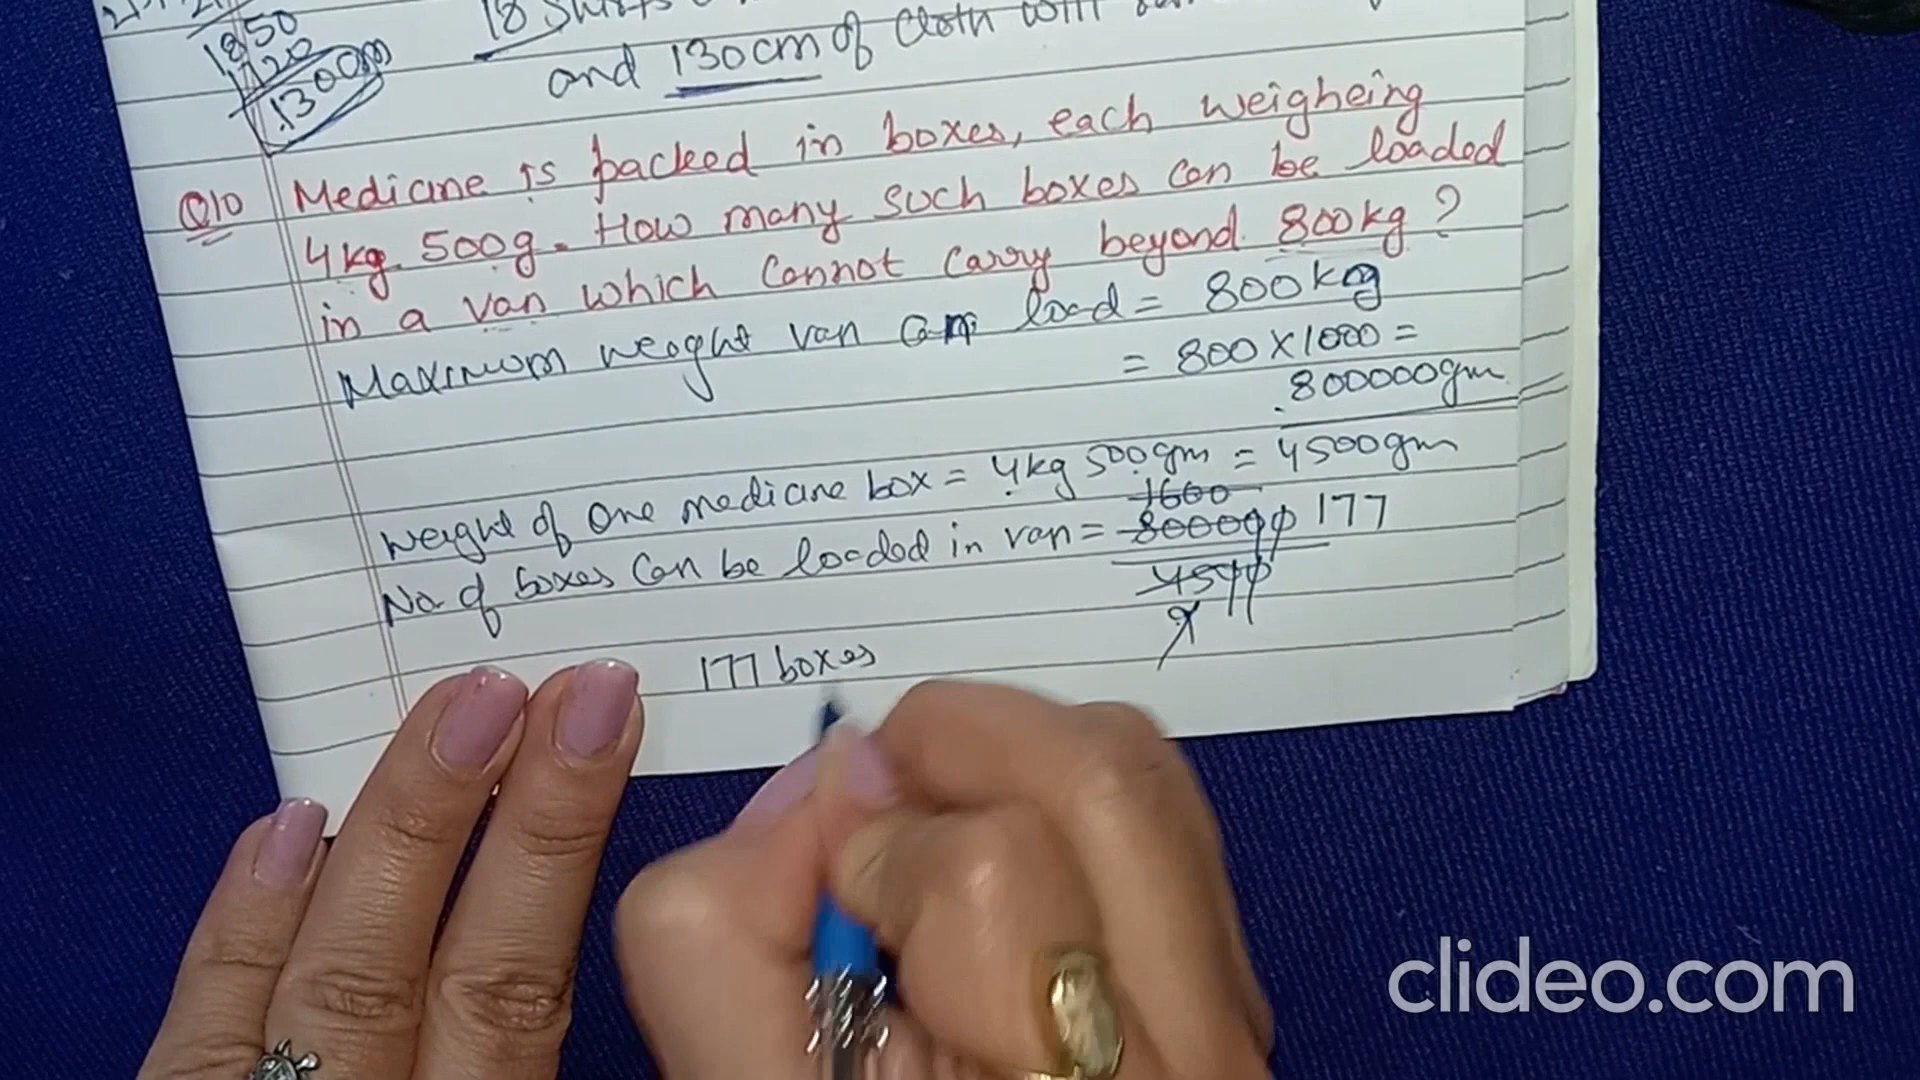 1850
1720
130cm
18
and 130cm of cloth will
Q10 Medicine is packed in boxes, each weigheing
4kg 500g. How many such boxes can be loaded
in a van which cannot carry beyond 800kg?
Maximum weight van can load = 800kg
= 800 x 1000 =
800000gm
Weight of one medicine box = 4kg 500gm = 4500gm
1600
No of boxes can be loaded in van = 800000 177
4500
9
177 boxes
clideo.com